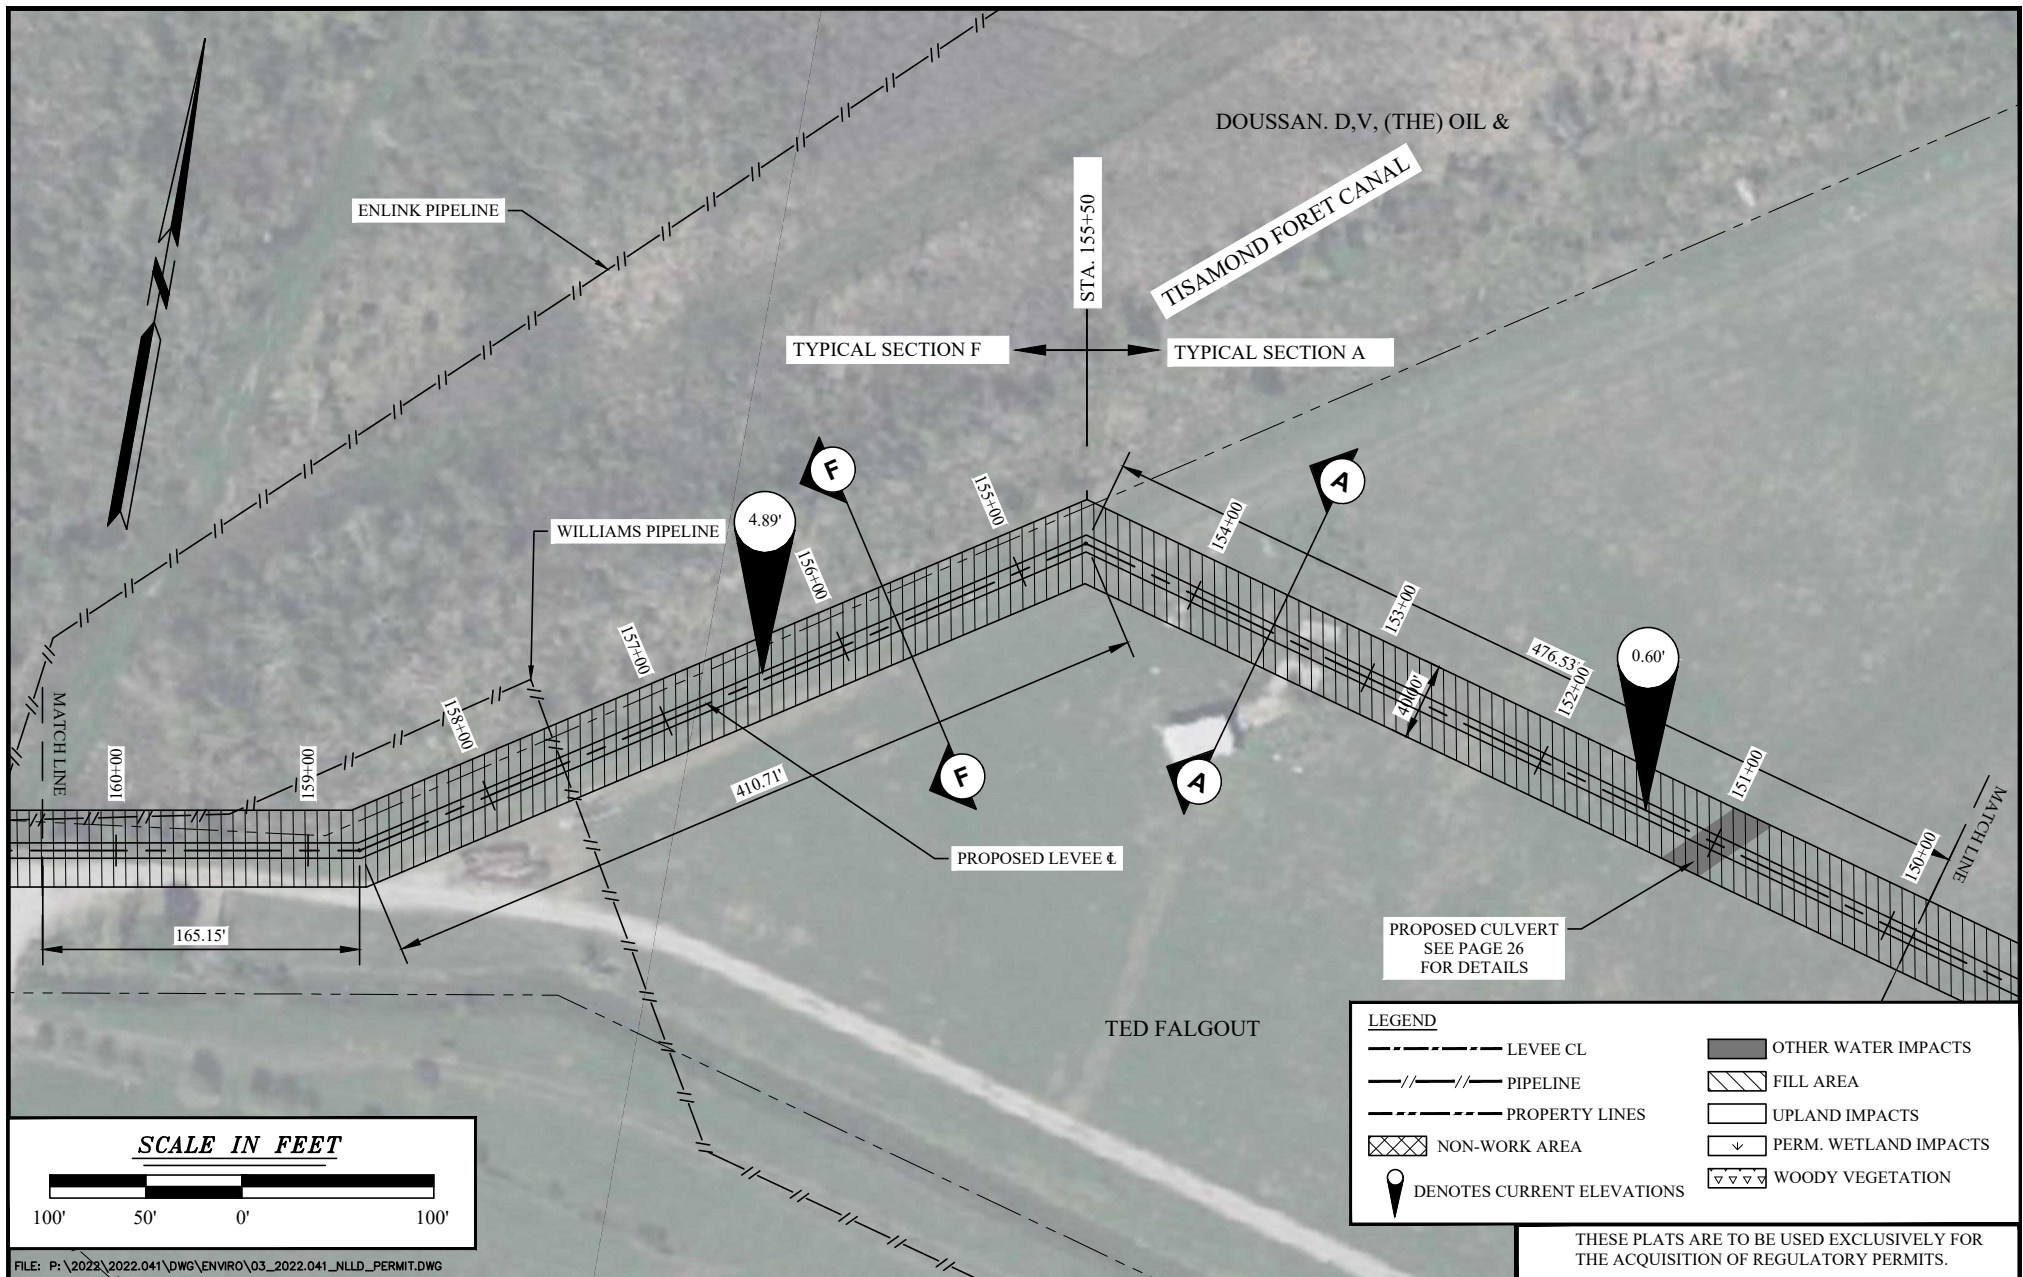 DOUSSAN. D,V, (THE) OIL &
TISAMOND FORET CANAL
STA. 155+50
ENLINK PIPELINE
TYPICAL SECTION F
TYPICAL SECTION A
N
F
A
WILLIAMS PIPELINE
4.89'
155+00
154+00
156+00
153+00
157+00
476.53'
152+00
0.60'
40.00'
158+00
MATCH LINE
160+00
159+00
151+00
410.71'
F
A
MATCH LINE
150+00
PROPOSED LEVEE ℄
165.15'
PROPOSED CULVERT
SEE PAGE 26
FOR DETAILS
TED FALGOUT
LEGEND
LEVEE CL
PIPELINE
PROPERTY LINES
NON-WORK AREA
DENOTES CURRENT ELEVATIONS
OTHER WATER IMPACTS
FILL AREA
UPLAND IMPACTS
PERM. WETLAND IMPACTS
WOODY VEGETATION
SCALE IN FEET
100' 50' 0' 100'
FILE: P:\2022\2022.041\DWG\ENVIRO\03_2022.041_NLLD_PERMIT.DWG
THESE PLATS ARE TO BE USED EXCLUSIVELY FOR
THE ACQUISITION OF REGULATORY PERMITS.